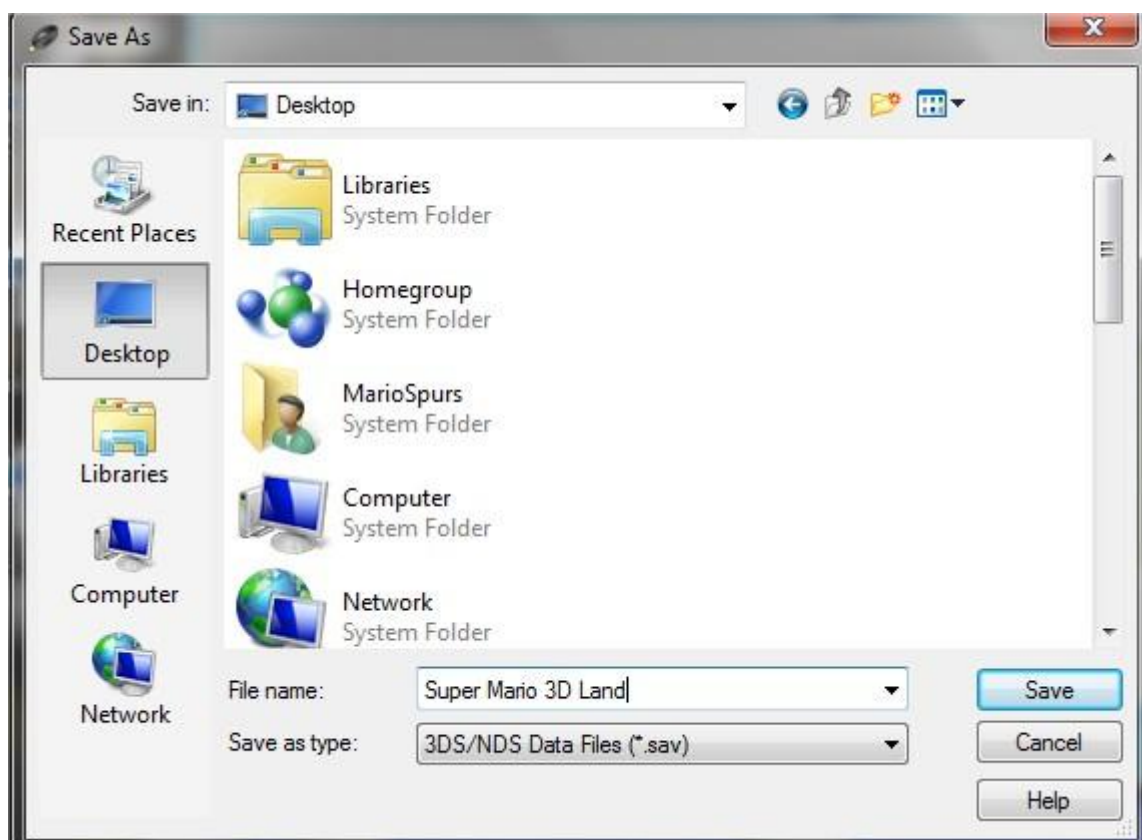 Save As
Save in:
Desktop
Recent Places
Desktop
Libraries
Computer
Network
Libraries
System Folder
Homegroup
System Folder
MarioSpurs
System Folder
Computer
System Folder
Network
System Folder
File name:
Super Mario 3D Land
Save
Save as type:
3DS/NDS Data Files (*.sav)
Cancel
Help